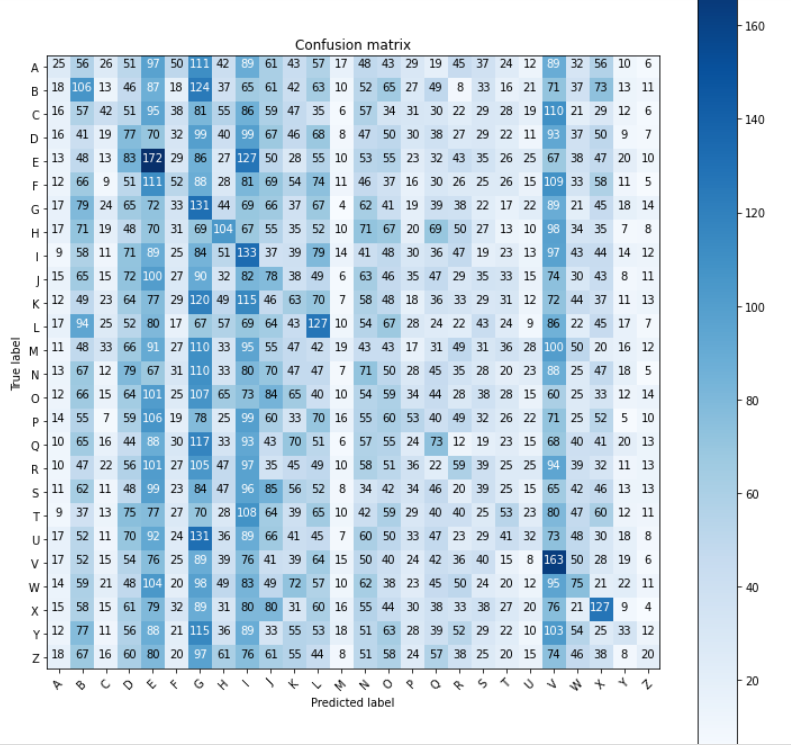 Confusion matrix
A 25 56 26 51 97 50 111 42 89 61 43 57 17 48 43 29 19 45 37 24 12 89 32 56 10 6
B 18 106 13 46 87 18 124 37 65 61 42 63 10 52 65 27 49 8 33 16 21 71 37 73 13 11
C 16 57 42 51 95 38 81 55 86 59 47 35 6 57 34 31 30 22 29 28 19 110 21 29 12 6
D 16 41 19 77 70 32 99 40 99 67 46 68 8 47 50 30 38 27 29 22 11 93 37 50 9 7
E 13 48 13 83 172 29 86 27 127 50 28 55 10 53 55 23 32 43 35 26 25 67 38 47 20 10
F 12 66 9 51 111 52 88 28 81 69 54 74 11 46 37 16 30 26 25 26 15 109 33 58 11 5
G 17 79 24 65 72 33 131 44 69 66 37 67 4 62 41 19 39 38 22 17 22 89 21 45 18 14
H 17 71 19 48 70 31 69 104 67 55 35 52 10 71 67 20 69 50 27 13 10 98 34 35 7 8
I 9 58 11 71 89 25 84 51 133 37 39 79 14 41 48 30 36 47 19 23 13 97 43 44 14 12
J 15 65 15 72 100 27 90 32 82 78 38 49 6 63 46 35 47 29 35 33 15 74 30 43 8 11
K 12 49 23 64 77 29 120 49 115 46 63 70 7 58 48 18 36 33 29 31 12 72 44 37 11 13
L 17 94 25 52 80 17 67 57 69 64 43 127 10 54 67 28 24 22 43 24 9 86 22 45 17 7
M 11 48 33 66 91 27 110 33 95 55 47 42 19 43 43 17 31 49 31 36 28 100 50 20 16 12
N 13 67 12 79 67 31 110 33 80 70 47 47 7 71 50 28 45 35 28 20 23 88 25 47 18 5
O 12 66 15 64 101 25 107 65 73 84 65 40 10 54 59 34 44 28 38 28 15 60 25 33 12 14
P 14 55 7 59 106 19 78 25 99 60 33 70 16 55 60 53 40 49 32 26 22 71 25 52 5 10
Q 10 65 16 44 88 30 117 33 93 43 70 51 6 57 55 24 73 12 19 23 15 68 40 41 20 13
R 10 47 22 56 101 27 105 47 97 35 45 49 10 58 51 36 22 59 39 25 25 94 39 32 11 13
S 11 62 11 48 99 23 84 47 96 85 56 52 8 34 42 34 46 20 39 25 15 65 42 46 13 13
T 9 37 13 75 77 27 70 28 108 64 39 65 10 42 59 29 40 40 25 53 23 80 47 60 12 11
U 17 52 11 70 92 24 131 36 89 66 41 45 7 60 50 33 47 23 29 41 32 73 48 30 18 8
V 17 52 15 54 76 25 89 39 76 41 39 64 15 50 40 24 42 36 40 15 8 163 50 28 19 6
W 14 59 21 48 104 20 98 49 83 49 72 57 10 62 38 23 45 50 24 20 12 95 75 21 22 11
X 15 58 15 61 79 32 89 31 80 80 31 60 16 55 44 30 38 33 38 27 20 76 21 127 9 4
Y 12 77 11 56 88 21 115 36 89 33 55 53 18 51 63 28 39 52 29 22 10 103 54 25 33 12
Z 18 67 16 60 80 20 97 61 76 61 55 44 8 51 58 24 57 38 25 20 15 74 46 38 8 20
A B C D E F G H I J K L M N O P Q R S T U V W X Y Z
Predicted label
True label
160
140
120
100
80
60
40
20